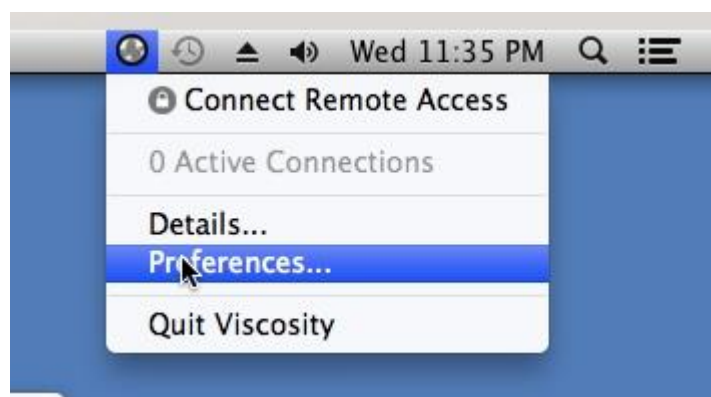 Wed 11:35 PM
Connect Remote Access
0 Active Connections
Details...
Preferences...
Quit Viscosity